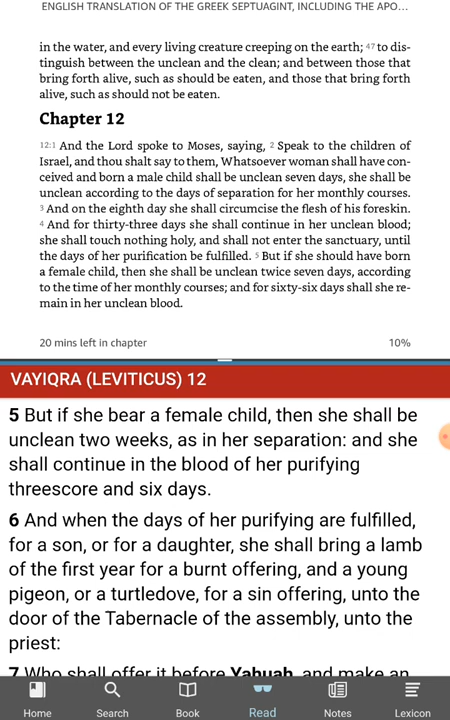 ENGLISH TRANSLATION OF THE GREEK SEPTUAGINT, INCLUDING THE APO...
in the water, and every living creature creeping on the earth; 47 to dis-
tinguish between the unclean and the clean; and between those that
bring forth alive, such as should be eaten, and those that bring forth
alive, such as should not be eaten.
Chapter 12
12:1 And the Lord spoke to Moses, saying, 2 Speak to the children of
Israel, and thou shalt say to them, Whatsoever woman shall have con-
ceived and born a male child shall be unclean seven days, she shall be
unclean according to the days of separation for her monthly courses.
3 And on the eighth day she shall circumcise the flesh of his foreskin.
4 And for thirty-three days she shall continue in her unclean blood;
she shall touch nothing holy, and shall not enter the sanctuary, until
the days of her purification be fulfilled. 5 But if she should have born
a female child, then she shall be unclean twice seven days, according
to the time of her monthly courses; and for sixty-six days shall she re-
main in her unclean blood.
20 mins left in chapter 10%
VAYIQRA (LEVITICUS) 12
5 But if she bear a female child, then she shall be
unclean two weeks, as in her separation: and she
shall continue in the blood of her purifying
threescore and six days.
6 And when the days of her purifying are fulfilled,
for a son, or for a daughter, she shall bring a lamb
of the first year for a burnt offering, and a young
pigeon, or a turtledove, for a sin offering, unto the
door of the Tabernacle of the assembly, unto the
priest:
7 Who shall offer it before Yahuah, and make an
Home Search Book Read Notes Lexicon